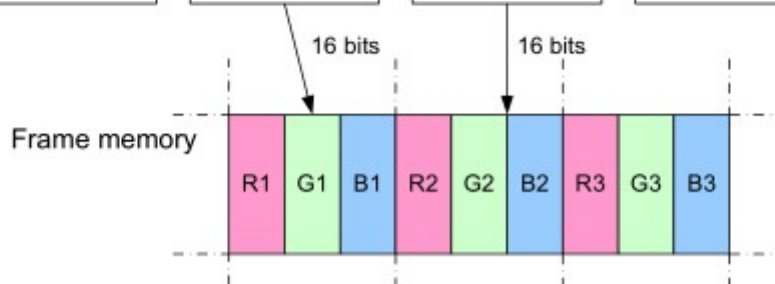 16 bits 16 bits
Frame memory
R1 G1 B1 R2 G2 B2 R3 G3 B3